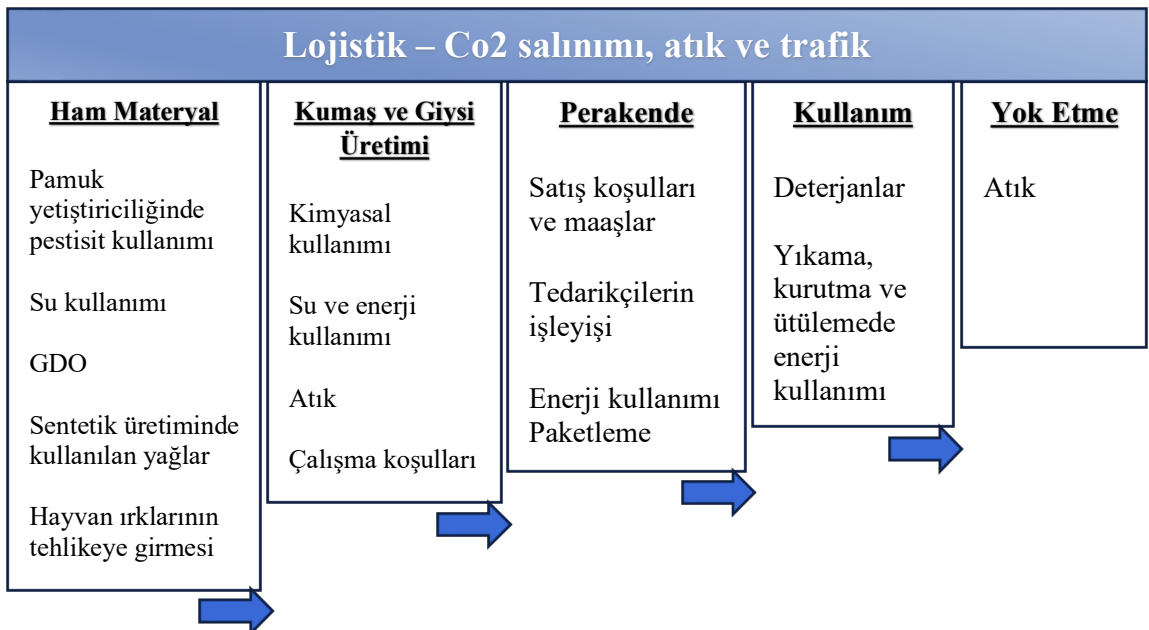 Lojistik – Co2 salınımı, atık ve trafik
Ham Materyal
Pamuk
yetiştiriciliğinde
pestisit kullanımı
Su kullanımı
GDO
Sentetik üretiminde
kullanılan yağlar
Hayvan ırklarının
tehlikeye girmesi
Kumaş ve Giysi
Üretimi
Kimyasal
kullanımı
Su ve enerji
kullanımı
Atık
Çalışma koşulları
Perakende
Satış koşulları
ve maaşlar
Tedarikçilerin
işleyişi
Enerji kullanımı
Paketleme
Kullanım
Deterjanlar
Yıkama,
kurutma ve
ütülemede
enerji
kullanımı
Yok Etme
Atık